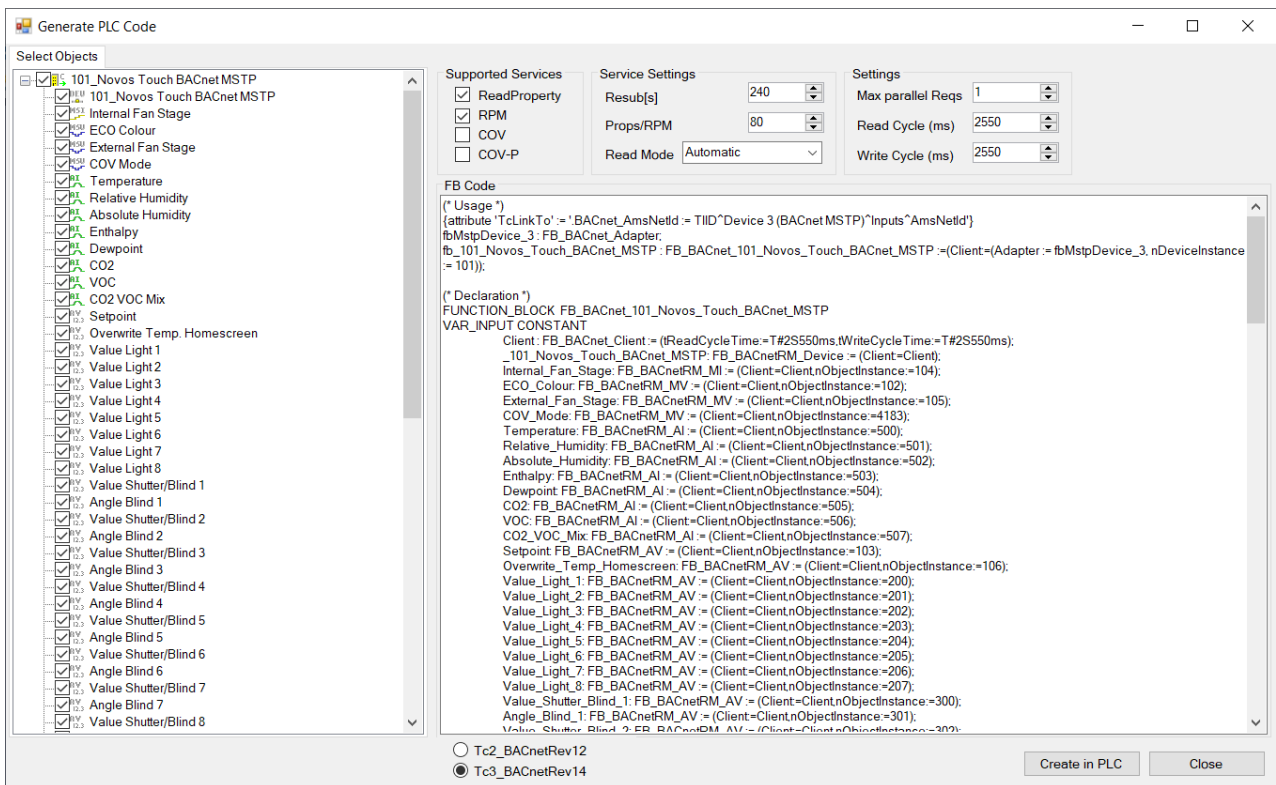 Generate PLC Code
Select Objects
101_Novos Touch BACnet MSTP
101_Novos Touch BACnet MSTP
Internal Fan Stage
ECO Colour
External Fan Stage
COV Mode
Temperature
Relative Humidity
Absolute Humidity
Enthalpy
Dewpoint
CO2
VOC
CO2 VOC Mix
Setpoint
Overwrite Temp. Homescreen
Value Light 1
Value Light 2
Value Light 3
Value Light 4
Value Light 5
Value Light 6
Value Light 7
Value Light 8
Value Shutter/Blind 1
Angle Blind 1
Value Shutter/Blind 2
Angle Blind 2
Value Shutter/Blind 3
Angle Blind 3
Value Shutter/Blind 4
Angle Blind 4
Value Shutter/Blind 5
Angle Blind 5
Value Shutter/Blind 6
Angle Blind 6
Value Shutter/Blind 7
Angle Blind 7
Value Shutter/Blind 8
Supported Services
ReadProperty
RPM
COV
COV-P
Service Settings
Resub[s] 240
Props/RPM 80
Read Mode Automatic
Settings
Max parallel Reqs 1
Read Cycle (ms) 2550
Write Cycle (ms) 2550
FB Code
(* Usage *)
{attribute 'TcLinkTo' := '.BACnet_AmsNetId := TIID^Device 3 (BACnet MSTP)^Inputs^AmsNetId'}
fbMstpDevice_3 : FB_BACnet_Adapter;
fb_101_Novos_Touch_BACnet_MSTP : FB_BACnet_101_Novos_Touch_BACnet_MSTP :=(Client:=(Adapter := fbMstpDevice_3, nDeviceInstance
:= 101));
(* Declaration *)
FUNCTION_BLOCK FB_BACnet_101_Novos_Touch_BACnet_MSTP
VAR_INPUT CONSTANT
Client : FB_BACnet_Client := (tReadCycleTime:=T#2S550ms,tWriteCycleTime:=T#2S550ms);
_101_Novos_Touch_BACnet_MSTP: FB_BACnetRM_Device := (Client:=Client);
Internal_Fan_Stage: FB_BACnetRM_MI := (Client:=Client,nObjectInstance:=104);
ECO_Colour: FB_BACnetRM_MV := (Client:=Client,nObjectInstance:=102);
External_Fan_Stage: FB_BACnetRM_MV := (Client:=Client,nObjectInstance:=105);
COV_Mode: FB_BACnetRM_MV := (Client:=Client,nObjectInstance:=4183);
Temperature: FB_BACnetRM_AI := (Client:=Client,nObjectInstance:=500);
Relative_Humidity: FB_BACnetRM_AI := (Client:=Client,nObjectInstance:=501);
Absolute_Humidity: FB_BACnetRM_AI := (Client:=Client,nObjectInstance:=502);
Enthalpy: FB_BACnetRM_AI := (Client:=Client,nObjectInstance:=503);
Dewpoint: FB_BACnetRM_AI := (Client:=Client,nObjectInstance:=504);
CO2: FB_BACnetRM_AI := (Client:=Client,nObjectInstance:=505);
VOC: FB_BACnetRM_AI := (Client:=Client,nObjectInstance:=506);
CO2_VOC_Mix: FB_BACnetRM_AI := (Client:=Client,nObjectInstance:=507);
Setpoint: FB_BACnetRM_AV := (Client:=Client,nObjectInstance:=103);
Overwrite_Temp_Homescreen: FB_BACnetRM_AV := (Client:=Client,nObjectInstance:=106);
Value_Light_1: FB_BACnetRM_AV := (Client:=Client,nObjectInstance:=200);
Value_Light_2: FB_BACnetRM_AV := (Client:=Client,nObjectInstance:=201);
Value_Light_3: FB_BACnetRM_AV := (Client:=Client,nObjectInstance:=202);
Value_Light_4: FB_BACnetRM_AV := (Client:=Client,nObjectInstance:=203);
Value_Light_5: FB_BACnetRM_AV := (Client:=Client,nObjectInstance:=204);
Value_Light_6: FB_BACnetRM_AV := (Client:=Client,nObjectInstance:=205);
Value_Light_7: FB_BACnetRM_AV := (Client:=Client,nObjectInstance:=206);
Value_Light_8: FB_BACnetRM_AV := (Client:=Client,nObjectInstance:=207);
Value_Shutter_Blind_1: FB_BACnetRM_AV := (Client:=Client,nObjectInstance:=300);
Angle_Blind_1: FB_BACnetRM_AV := (Client:=Client,nObjectInstance:=301);
Value_Shutter_Blind_2: FB_BACnetRM_AV := (Client:=Client,nObjectInstance:=302);
Tc2_BACnetRev12
Tc3_BACnetRev14
Create in PLC
Close